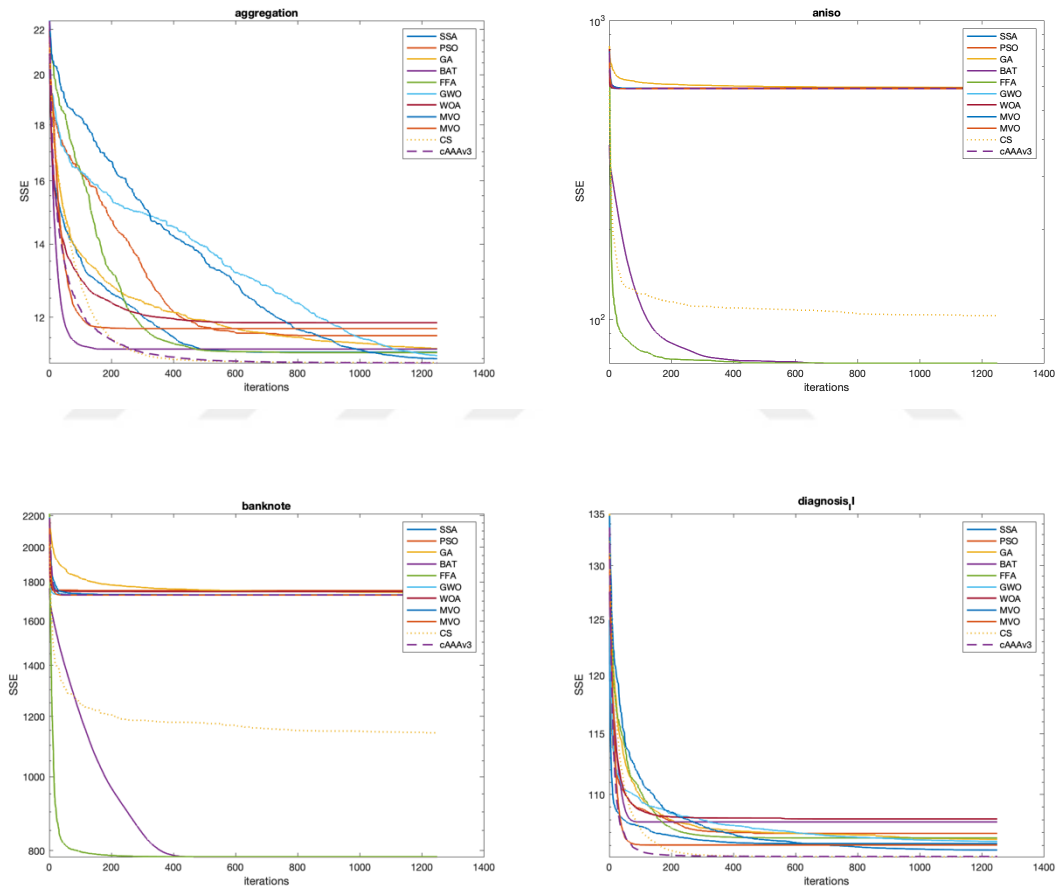 aggregation
22
20
18
16
14
12
SSE
0 200 400 600 800 1000 1200 1400
iterations
SSA
PSO
GA
BAT
FFA
GWO
WOA
MVO
MVO
CS
cAAAv3
aniso
10³
10²
SSE
0 200 400 600 800 1000 1200 1400
iterations
SSA
PSO
GA
BAT
FFA
GWO
WOA
MVO
MVO
CS
cAAAv3
banknote
2200
2000
1800
1600
1400
1200
1000
800
SSE
0 200 400 600 800 1000 1200 1400
iterations
SSA
PSO
GA
BAT
FFA
GWO
WOA
MVO
MVO
CS
cAAAv3
diagnosisIl
135
130
125
120
115
110
SSE
0 200 400 600 800 1000 1200 1400
iterations
SSA
PSO
GA
BAT
FFA
GWO
WOA
MVO
MVO
CS
cAAAv3